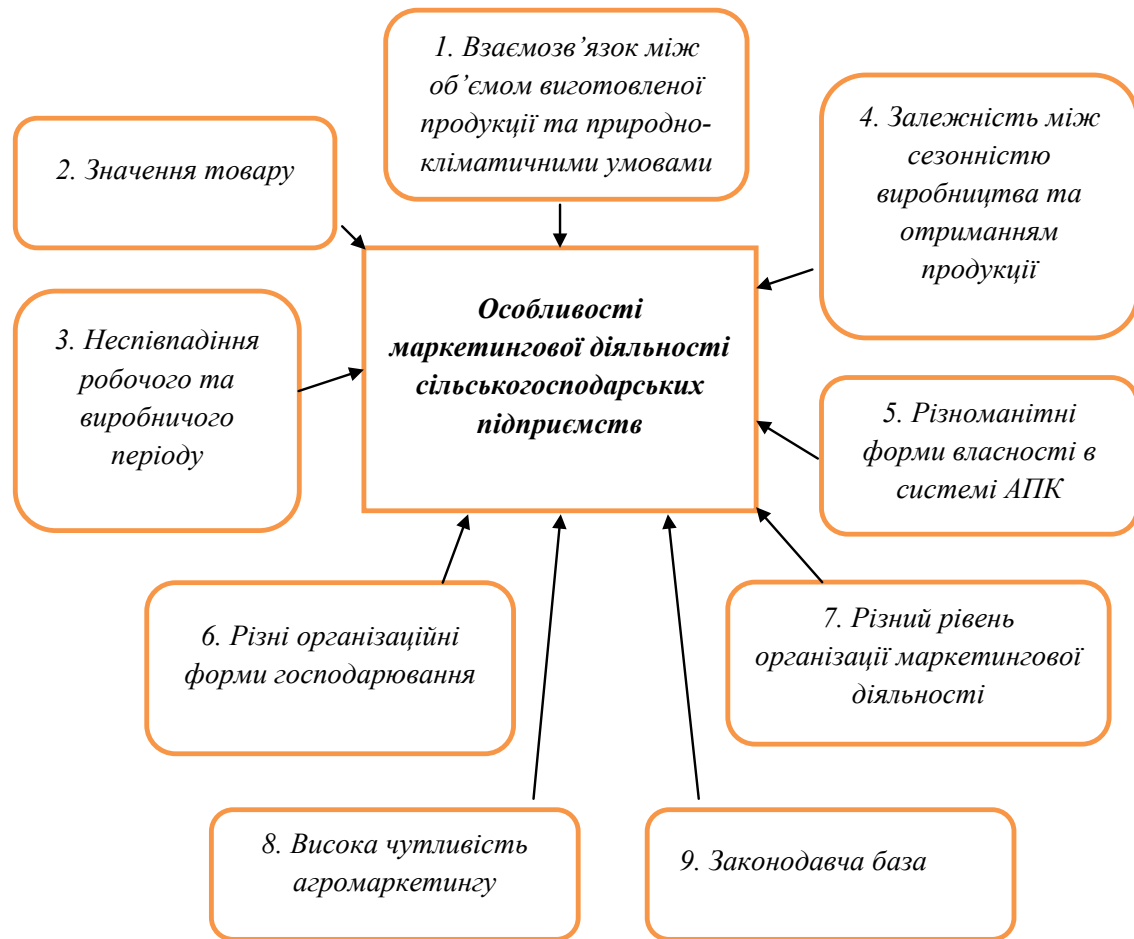 1. Взаємозв’язок між
об’ємом виготовленої
продукції та природно-
кліматичними умовами
2. Значення товару
4. Залежність між
сезонністю
виробництва та
отриманням
продукції
Особливості
маркетингової діяльності
сільськогосподарських
підприємств
3. Неспівпадіння
робочого та
виробничого
періоду
5. Різноманітні
форми власності в
системі АПК
6. Різні організаційні
форми господарювання
7. Різний рівень
організації маркетингової
діяльності
8. Висока чутливість
агромаркетингу
9. Законодавча база